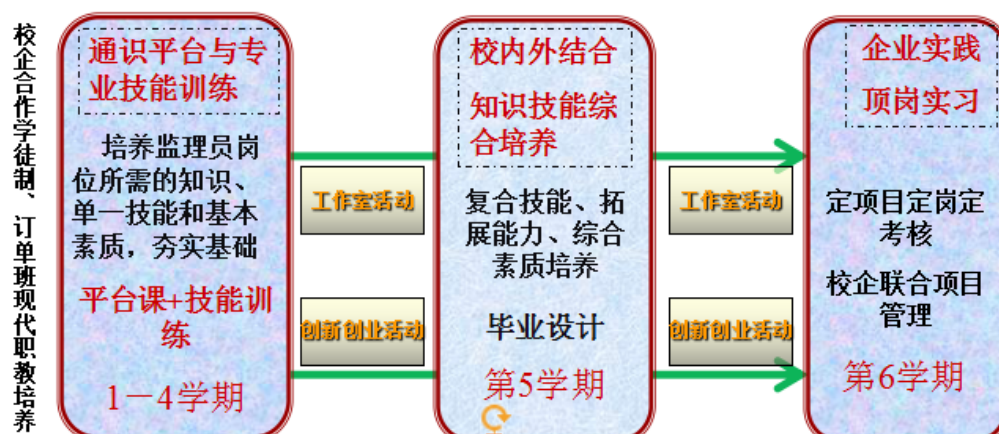 校企合作学徒制、订单班现代职教培养
通识平台与专
业技能训练
培养监理员岗
位所需的知识、
单一技能和基本
素质，夯实基础
平台课+技能训
练
1－4学期
工作室活动
创新创业活动
校内外结合
知识技能综
合培养
复合技能、拓
展能力、综合
素质培养
毕业设计
第5学期
工作室活动
创新创业活动
企业实践
顶岗实习
定项目定岗定
考核
校企联合项目
管理
第6学期